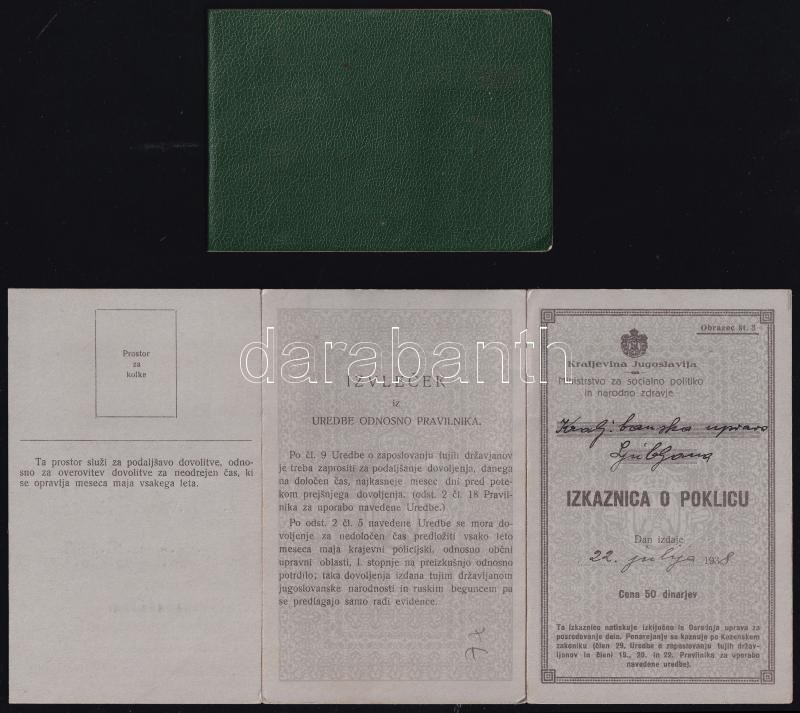 Prostor
za
kolke
Ta prostor služi za podaljšavo dovolitve, odno-
sno za overovitev dovolitve za neodrejen čas, ki
se opravlja meseca maja vsakega leta.
IZVLEČEK
iz
UREDBE ODNOSNO PRAVILNIKA.
Po čl. 9 Uredbe o zaposlovanju tujih državljanov
je treba zaprositi za podaljšanje dovoljenja, danega
na določen čas, najkasneje mesec dni pred pote-
kom prejšnjega dovoljenja. (odst. 2 čl. 18 Pravil-
nika za uporabo navedene Uredbe.)
Po odst. 2 čl. 5 navedene Uredbe se mora do-
voljenje za nedoločen čas predložiti vsako leto
meseca maja krajevni policijski, odnosno občni
upravni oblasti, I. stopnje na preizkušnjo odnosno
potrdilo; taka dovoljenja izdana tujim državljanom
jugoslovanske narodnosti in ruskim beguncem pa
se predlagajo samo radi evidence.
Obrazec št. 3
Kraljevina Jugoslavija
Ministrstvo za socialno politiko
in narodno zdravje
Kralj. banska uprava
Ljubljana
IZKAZNICA O POKLICU
Dan izdaje
22. julija 1938
Cena 50 dinarjev
Ta izkaznico natiskuje izključno in Osrednja uprava za
posredovanje dela. Ponarejanje se kaznuje po Kazenskem
zakoniku (člen 29. Uredbe o zaposlovanju tujih držav-
ljanov in členi 18., 20. in 22. Pravilnika za uporabo
navedene uredbe).
darabanth